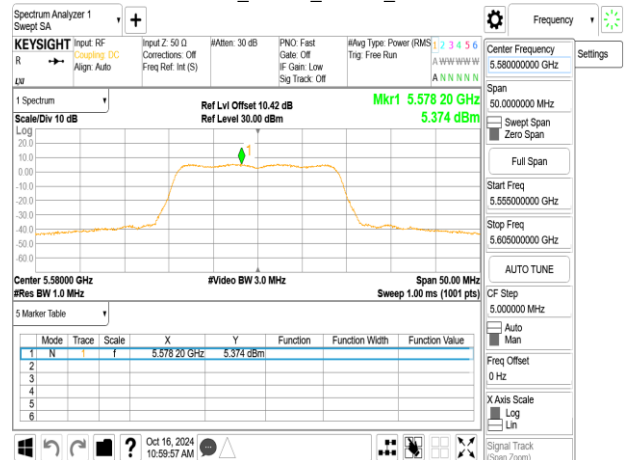 Spectrum Analyzer 1
Swept SA
+
Frequency
KEYSIGHT
R
LXI
Input: RF
Coupling: DC
Align: Auto
Input Z: 50 Ω
Corrections: Off
Freq Ref: Int (S)
#Atten: 30 dB
PNO: Fast
Gate: Off
IF Gain: Low
Sig Track: Off
#Avg Type: Power (RMS
Trig: Free Run
1 2 3 4 5 6
A W W W W W
A N N N N N
1 Spectrum
Scale/Div 10 dB
Ref Lvl Offset 10.42 dB
Ref Level 30.00 dBm
Mkr1 5.578 20 GHz
5.374 dBm
Log
20.0
10.0
0.00
-10.0
-20.0
-30.0
-40.0
-50.0
-60.0
1
Center 5.58000 GHz
#Res BW 1.0 MHz
#Video BW 3.0 MHz
Span 50.00 MHz
Sweep 1.00 ms (1001 pts)
5 Marker Table
Mode Trace Scale X Y Function Function Width Function Value
1 N 1 f 5.578 20 GHz 5.374 dBm
2
3
4
5
6
?
Oct 16, 2024
10:59:57 AM
Center Frequency
5.580000000 GHz
Settings
Span
50.0000000 MHz
Swept Span
Zero Span
Full Span
Start Freq
5.555000000 GHz
Stop Freq
5.605000000 GHz
AUTO TUNE
CF Step
5.000000 MHz
Auto
Man
Freq Offset
0 Hz
X Axis Scale
Log
Lin
Signal Track
(Span Zoom)